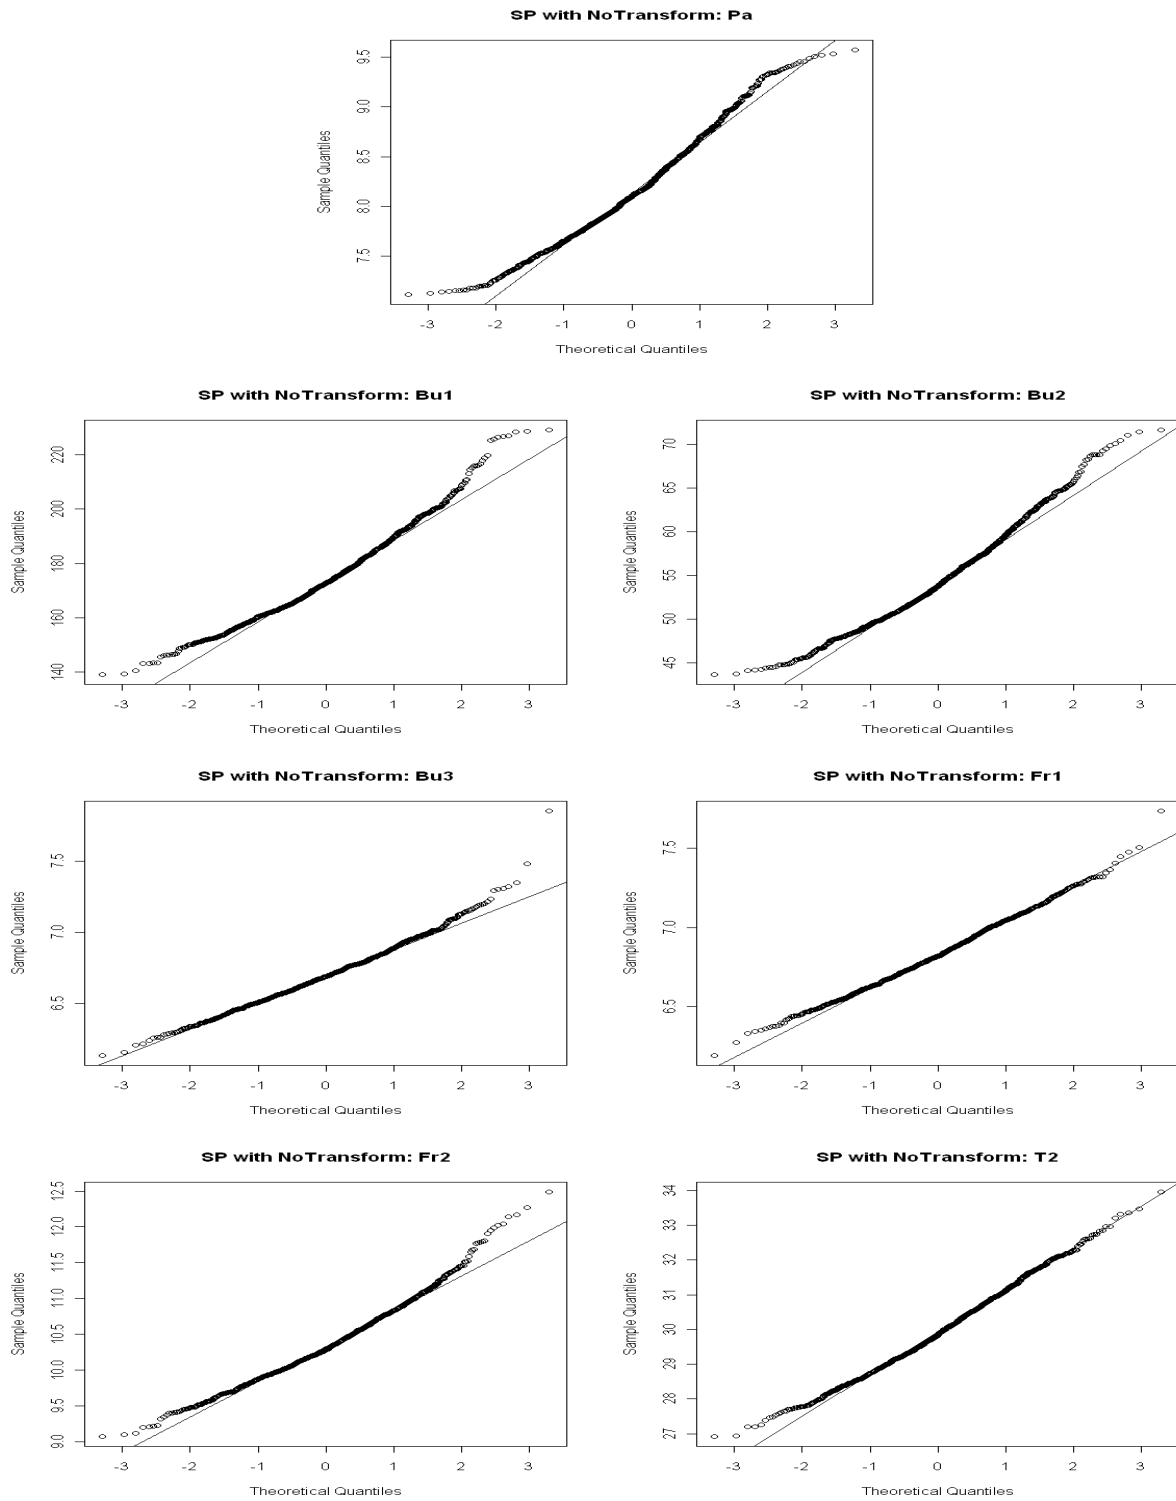 SP with NoTransform: Pa
9.5
9.0
8.5
8.0
7.5
Sample Quantiles
-3 -2 -1 0 1 2 3
Theoretical Quantiles
SP with NoTransform: Bu1
220
200
180
160
140
Sample Quantiles
-3 -2 -1 0 1 2 3
Theoretical Quantiles
SP with NoTransform: Bu2
70
65
60
55
50
45
Sample Quantiles
-3 -2 -1 0 1 2 3
Theoretical Quantiles
SP with NoTransform: Bu3
7.5
7.0
6.5
Sample Quantiles
-3 -2 -1 0 1 2 3
Theoretical Quantiles
SP with NoTransform: Fr1
7.5
7.0
6.5
Sample Quantiles
-3 -2 -1 0 1 2 3
Theoretical Quantiles
SP with NoTransform: Fr2
12.5
12.0
11.5
11.0
10.5
10.0
9.5
9.0
Sample Quantiles
-3 -2 -1 0 1 2 3
Theoretical Quantiles
SP with NoTransform: T2
34
33
32
31
30
29
28
27
Sample Quantiles
-3 -2 -1 0 1 2 3
Theoretical Quantiles